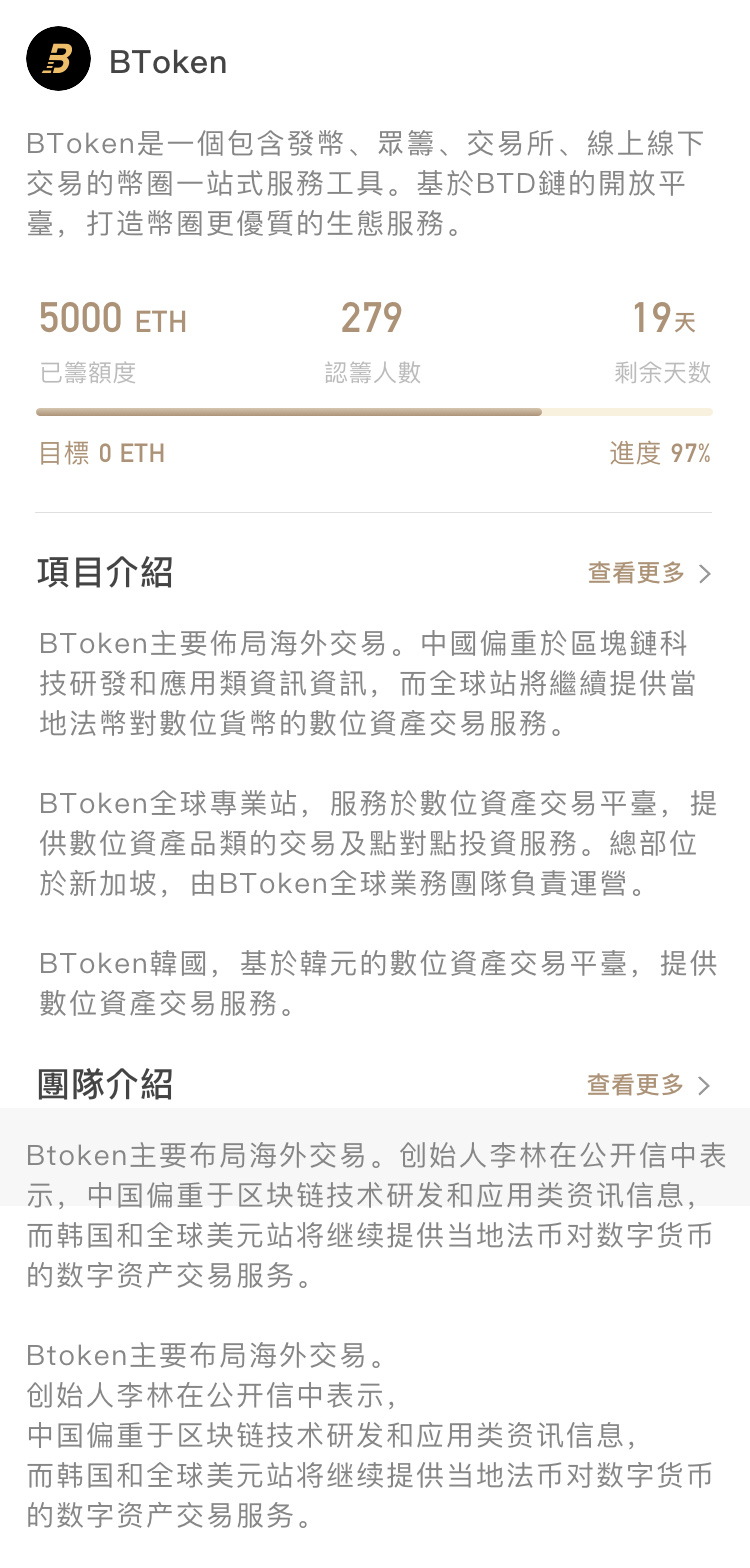 B
BToken
BToken是一個包含發幣、眾籌、交易所、線上線下
交易的幣圈一站式服務工具。基於BTD鏈的開放平
臺，打造幣圈更優質的生態服務。
5000 ETH 279 19天
已籌額度 認籌人數 剩余天数
目標 0 ETH 進度 97%
項目介紹 查看更多 >
BToken主要佈局海外交易。中國偏重於區塊鏈科
技研發和應用類資訊資訊，而全球站將繼續提供當
地法幣對數位貨幣的數位資產交易服務。
BToken全球專業站，服務於數位資產交易平臺，提
供數位資產品類的交易及點對點投資服務。總部位
於新加坡，由BToken全球業務團隊負責運營。
BToken韓國，基於韓元的數位資產交易平臺，提供
數位資產交易服務。
團隊介紹 查看更多 >
Btoken主要布局海外交易。创始人李林在公开信中表
示，中国偏重于区块链技术研发和应用类资讯信息，
而韩国和全球美元站将继续提供当地法币对数字货币
的数字资产交易服务。
Btoken主要布局海外交易。
创始人李林在公开信中表示，
中国偏重于区块链技术研发和应用类资讯信息，
而韩国和全球美元站将继续提供当地法币对数字货币
的数字资产交易服务。